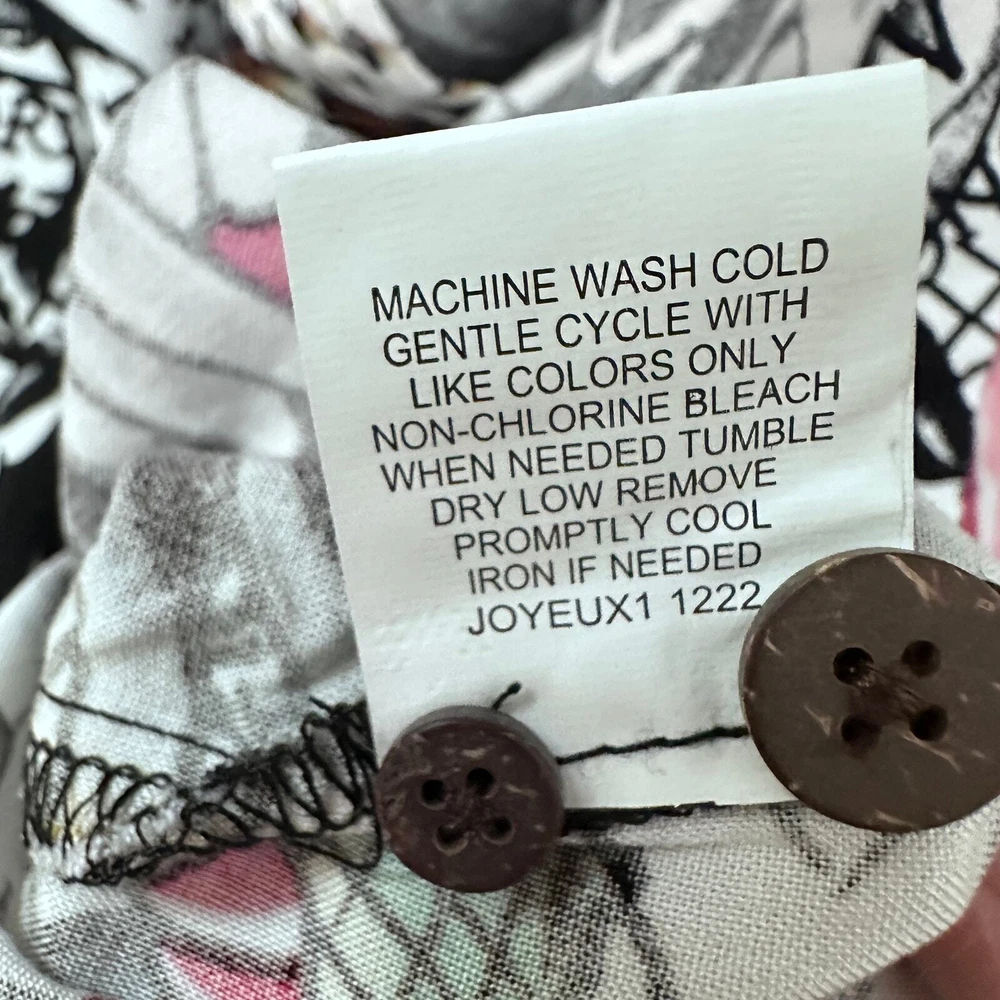 MACHINE WASH COLD
GENTLE CYCLE WITH
LIKE COLORS ONLY
NON-CHLORINE BLEACH
WHEN NEEDED TUMBLE
DRY LOW REMOVE
PROMPTLY COOL
IRON IF NEEDED
JOYEUX1 1222